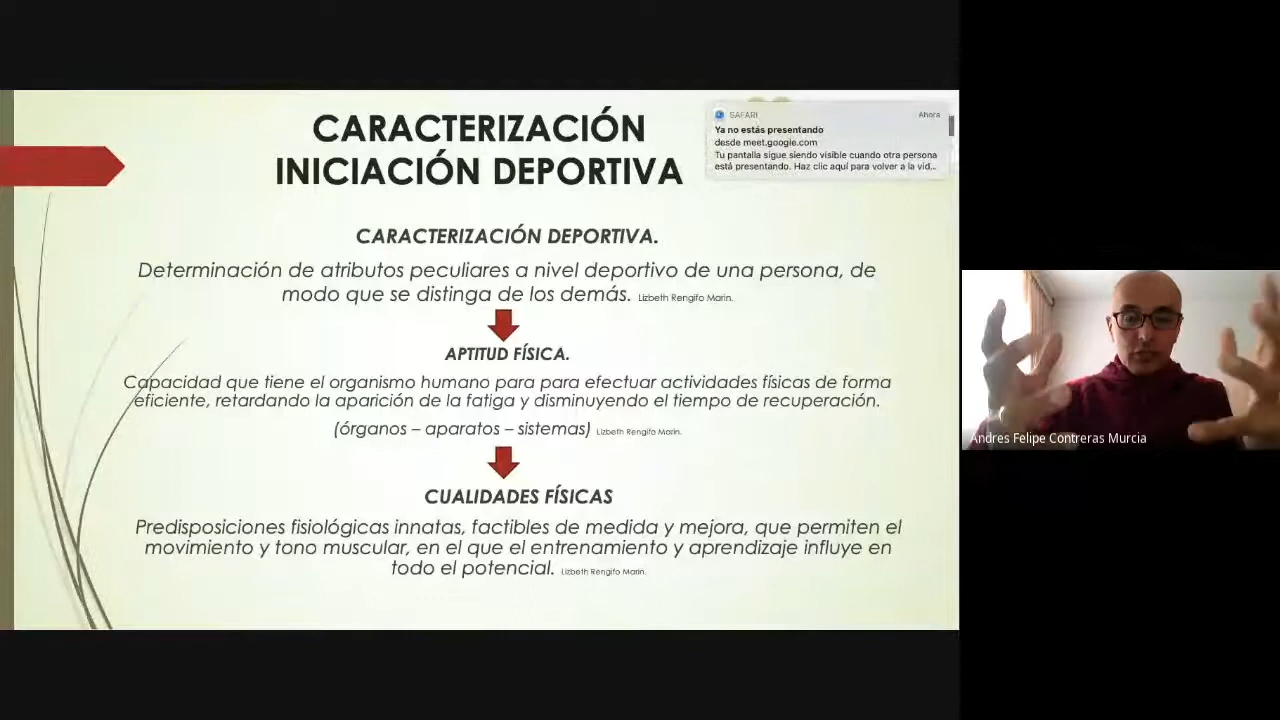 CARACTERIZACIÓN
INICIACIÓN DEPORTIVA
SAFARI Ahora
Ya no estás presentando
desde meet.google.com
Tu pantalla sigue siendo visible cuando otra persona
está presentando. Haz clic aquí para volver a la vid...
CARACTERIZACIÓN DEPORTIVA.
Determinación de atributos peculiares a nivel deportivo de una persona, de
modo que se distinga de los demás. Lizbeth Rengifo Marin.
APTITUD FÍSICA.
Capacidad que tiene el organismo humano para para efectuar actividades físicas de forma
eficiente, retardando la aparición de la fatiga y disminuyendo el tiempo de recuperación.
(órganos – aparatos – sistemas) Lizbeth Rengifo Marin.
CUALIDADES FÍSICAS
Predisposiciones fisiológicas innatas, factibles de medida y mejora, que permiten el
movimiento y tono muscular, en el que el entrenamiento y aprendizaje influye en
todo el potencial. Lizbeth Rengifo Marin.
Andres Felipe Contreras Murcia